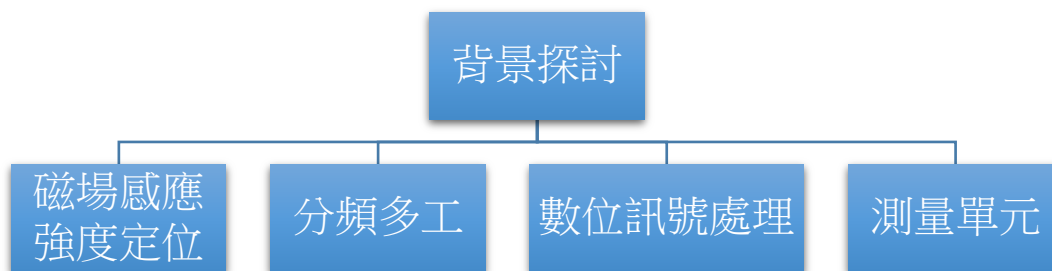 背景探討
磁場感應
強度定位
分頻多工
數位訊號處理
測量單元